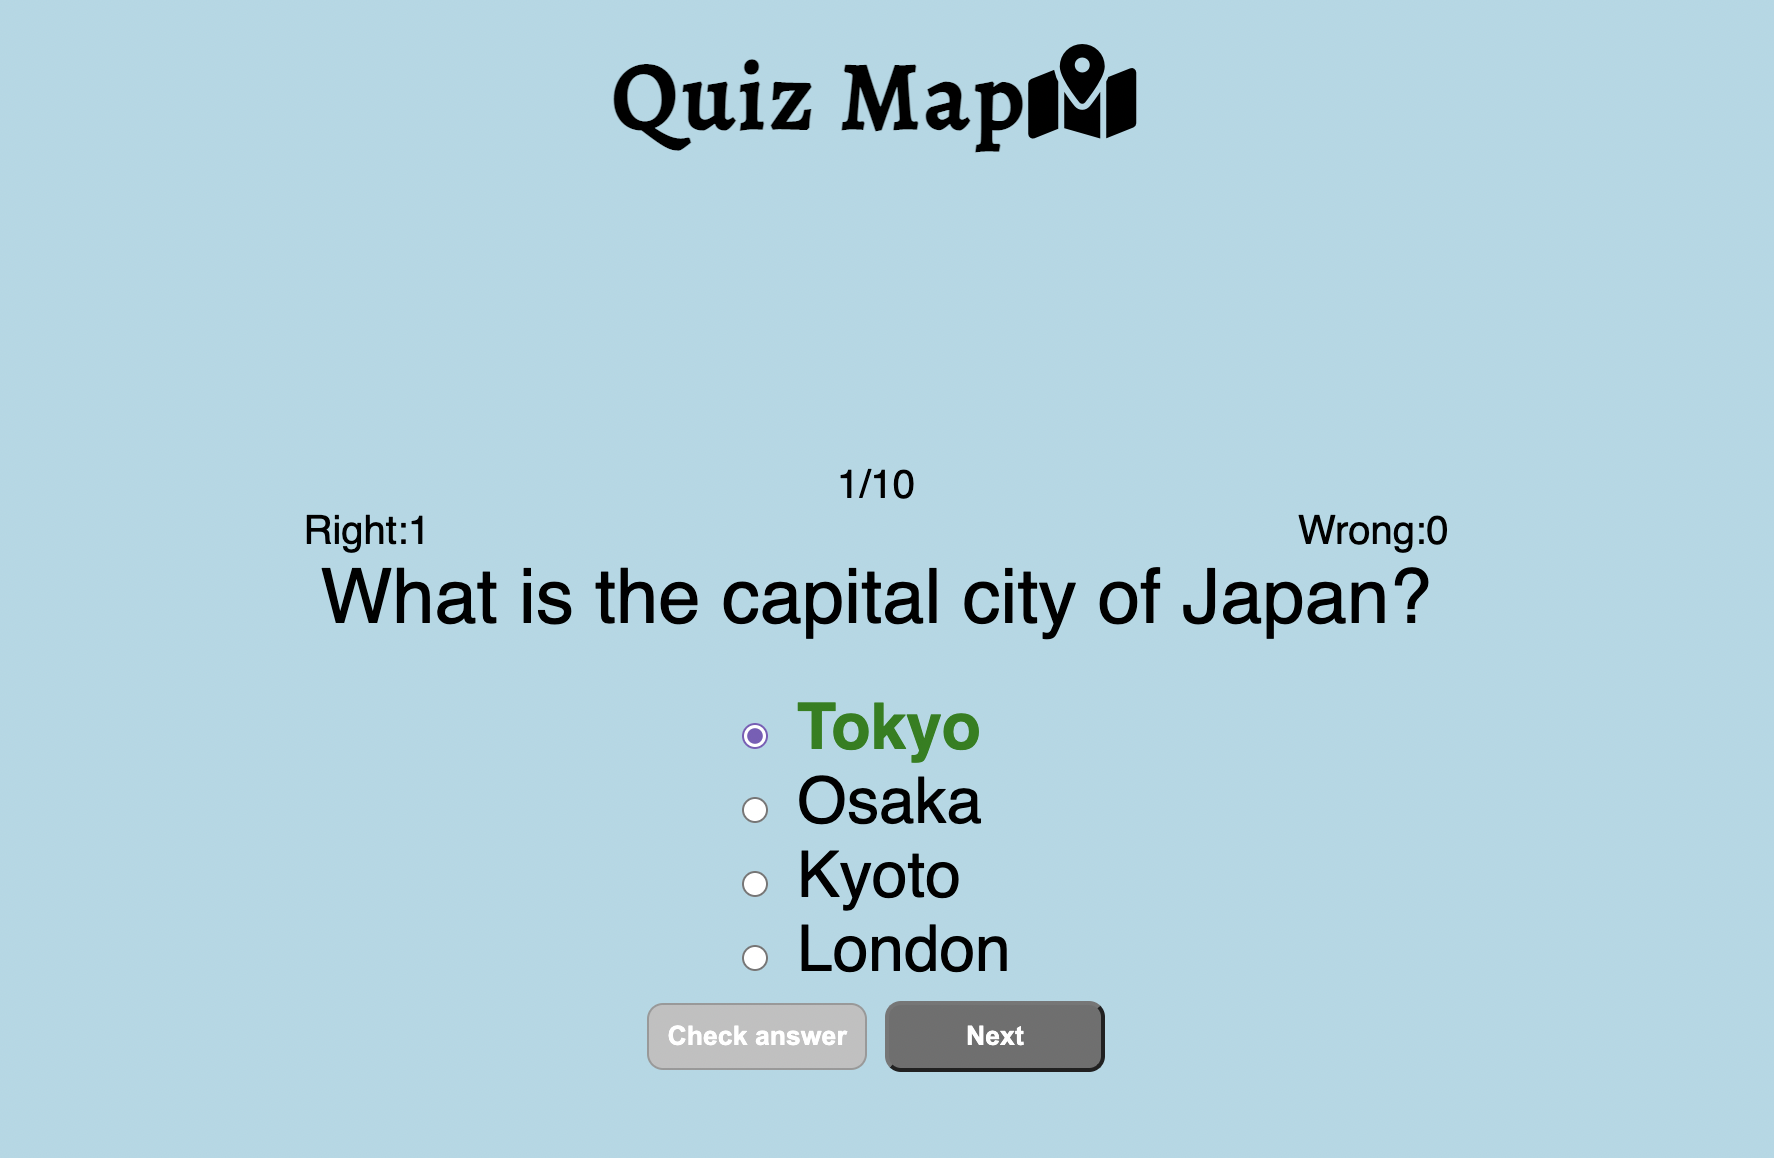 Quiz Map
1/10
Right:1 Wrong:0
What is the capital city of Japan?
Tokyo
Osaka
Kyoto
London
Check answer Next